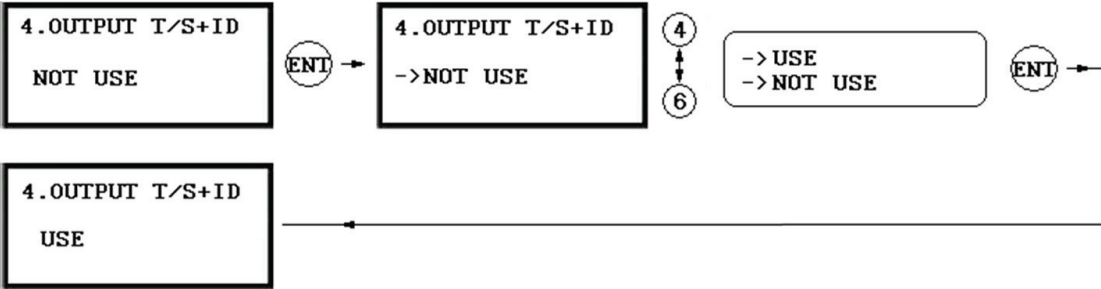 4.OUTPUT T/S+ID
NOT USE
ENT
4.OUTPUT T/S+ID
->NOT USE
4
6
->USE
->NOT USE
ENT
4.OUTPUT T/S+ID
USE